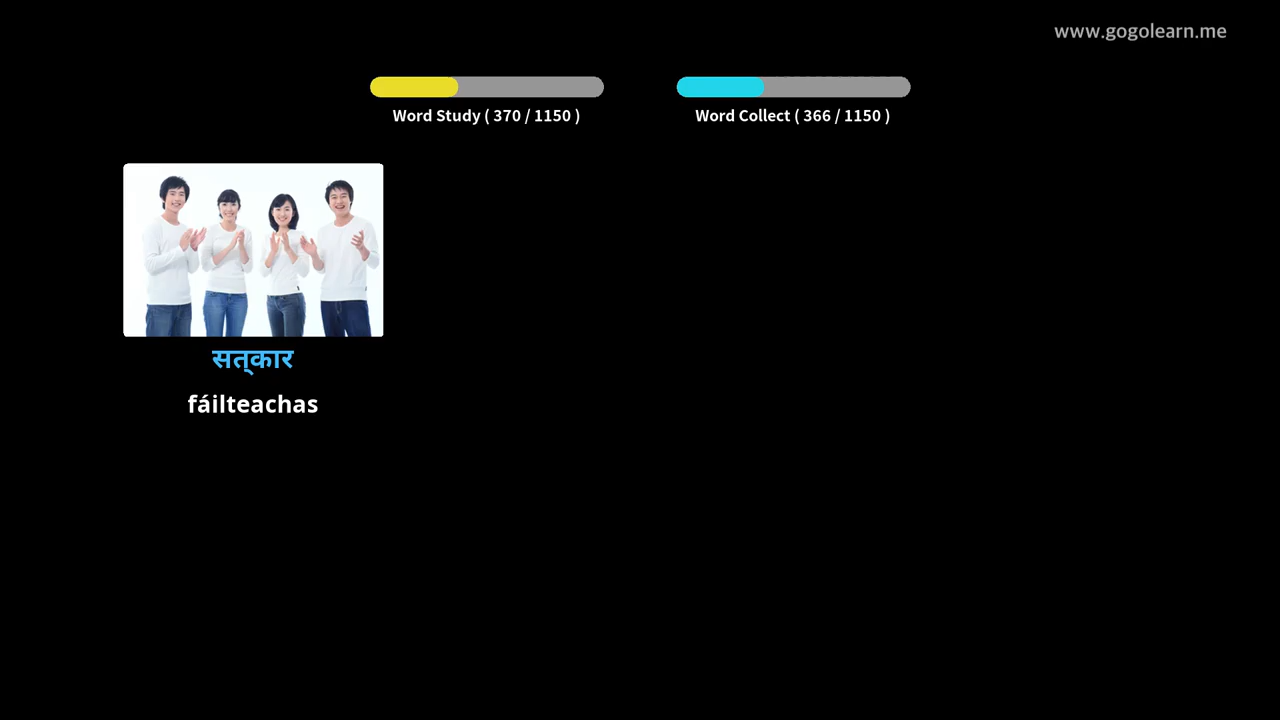 www.gogolearn.me
Word Study ( 370 / 1150 )
Word Collect ( 366 / 1150 )
सत्‌कार
fáilteachas